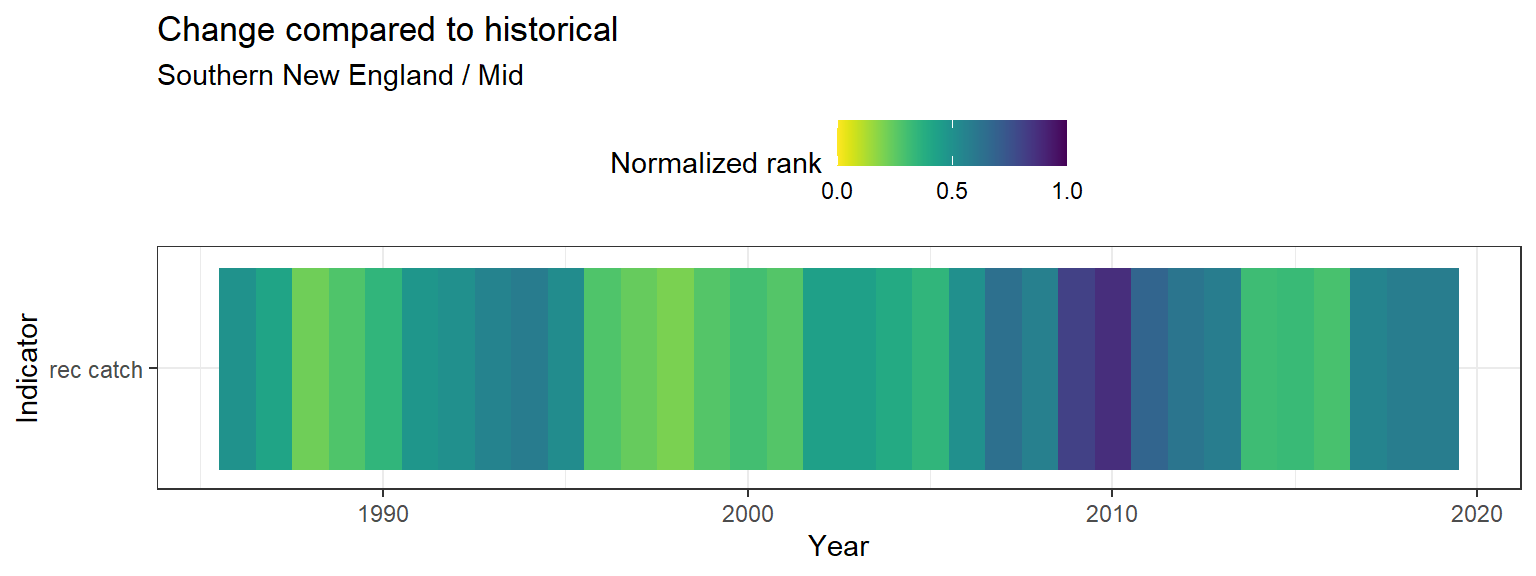 Change compared to historical
Southern New England / Mid
Normalized rank
0.0 0.5 1.0
Indicator
rec catch
1990 2000 2010 2020
Year